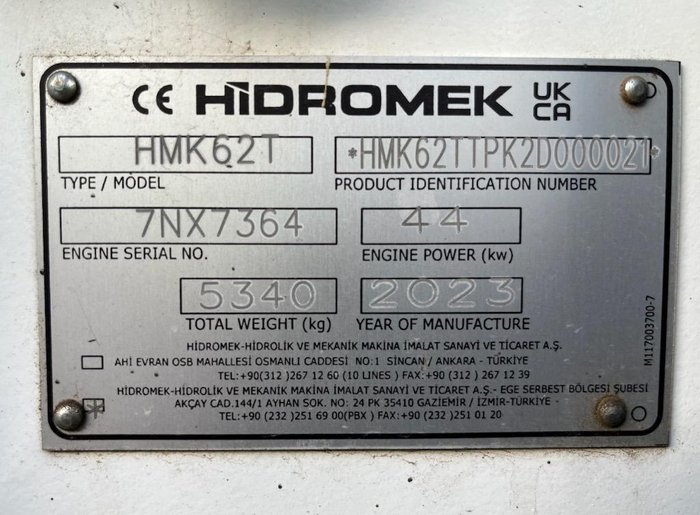 CE HİDROMEK UK CA
HMK62T *HMK62TTPK2D000021*
TYPE / MODEL PRODUCT IDENTIFICATION NUMBER
7NX7364 44
ENGINE SERIAL NO. ENGINE POWER (kw)
5340 2023
TOTAL WEIGHT (kg) YEAR OF MANUFACTURE
HİDROMEK-HİDROLİK VE MEKANİK MAKİNA İMALAT SANAYİ VE TİCARET A.Ş.
AHİ EVRAN OSB MAHALLESİ OSMANLI CADDESİ NO:1 SİNCAN / ANKARA - TÜRKİYE
TEL:+90(312 )267 12 60 (10 LINES ) FAX:+90 (312 ) 267 12 39
HİDROMEK-HİDROLİK VE MEKANİK MAKİNA İMALAT SANAYİ VE TİCARET A.Ş.- EGE SERBEST BÖLGESİ ŞUBESİ
AKÇAY CAD.144/1 AYHAN SOK. NO: 24 PK 35410 GAZİEMİR / İZMİR-TÜRKİYE -
TEL:+90 (232 )251 69 00(PBX ) FAX:+90 (232 )251 01 20
M117003700-7